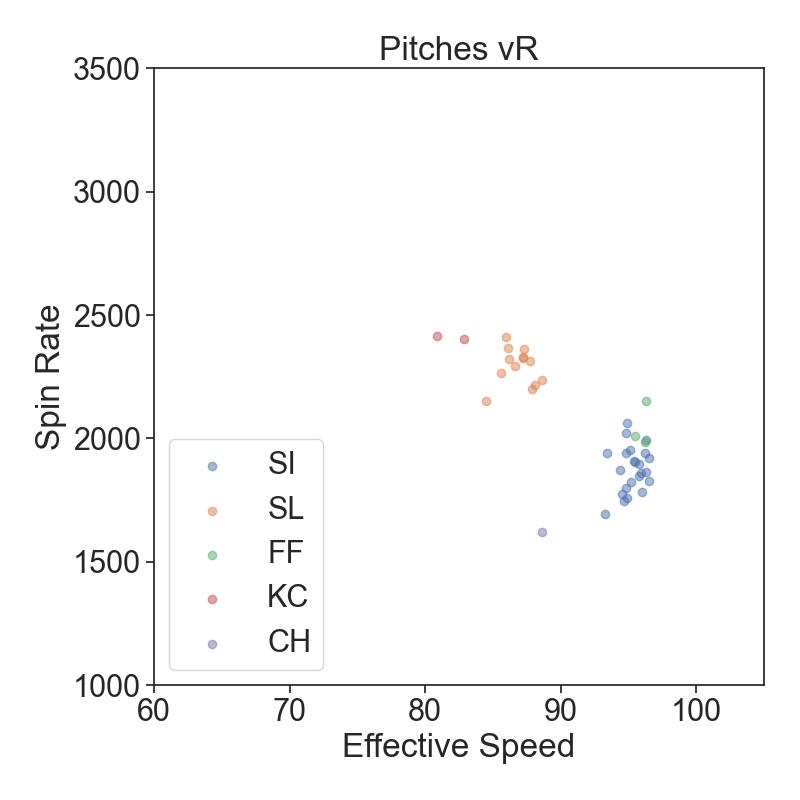 Pitches vR
3500
3000
2500
2000
1500
1000
Spin Rate
SI
SL
FF
KC
CH
60 70 80 90 100
Effective Speed